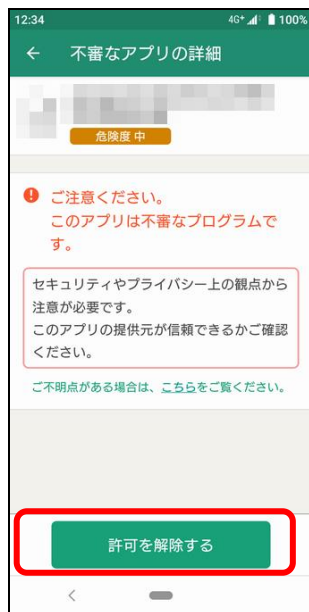 12:34 4G+ 100%
← 不審なアプリの詳細
危険度 中
ご注意ください。
このアプリは不審なプログラムで
す。
セキュリティやプライバシー上の観点から
注意が必要です。
このアプリの提供元が信頼できるかご確認
ください。
ご不明点がある場合は、こちらをご覧ください。
許可を解除する